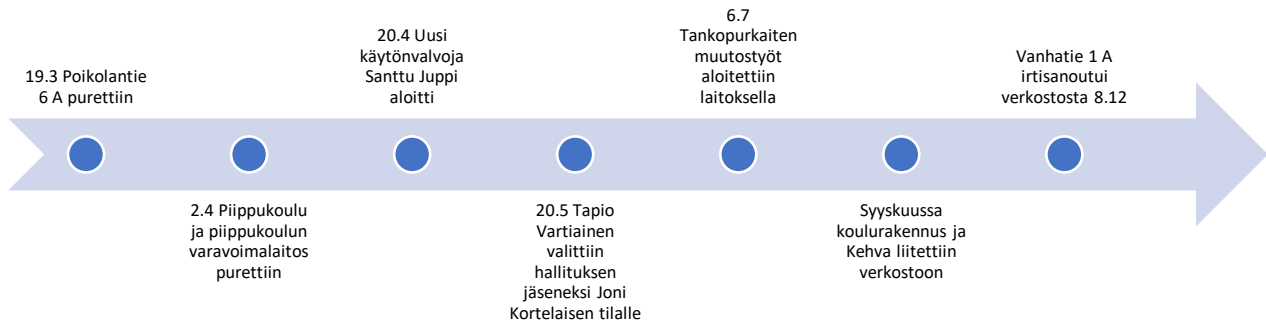 19.3 Poikolantie
6 A purettiin
2.4 Piippukoulu
ja piippukoulun
varavoimalaitos
purettiin
20.4 Uusi
käytönvalvoja
Santtu Juppi
aloitti
20.5 Tapio
Vartiainen
valittiin
hallituksen
jäseneksi Joni
Kortelaisen tilalle
6.7
Tankopurkaiten
muutostyöt
aloitettiin
laitoksella
Syyskuussa
koulurakennus ja
Kehva liitettiin
verkostoon
Vanhatie 1 A
irtisanoutui
verkostosta 8.12